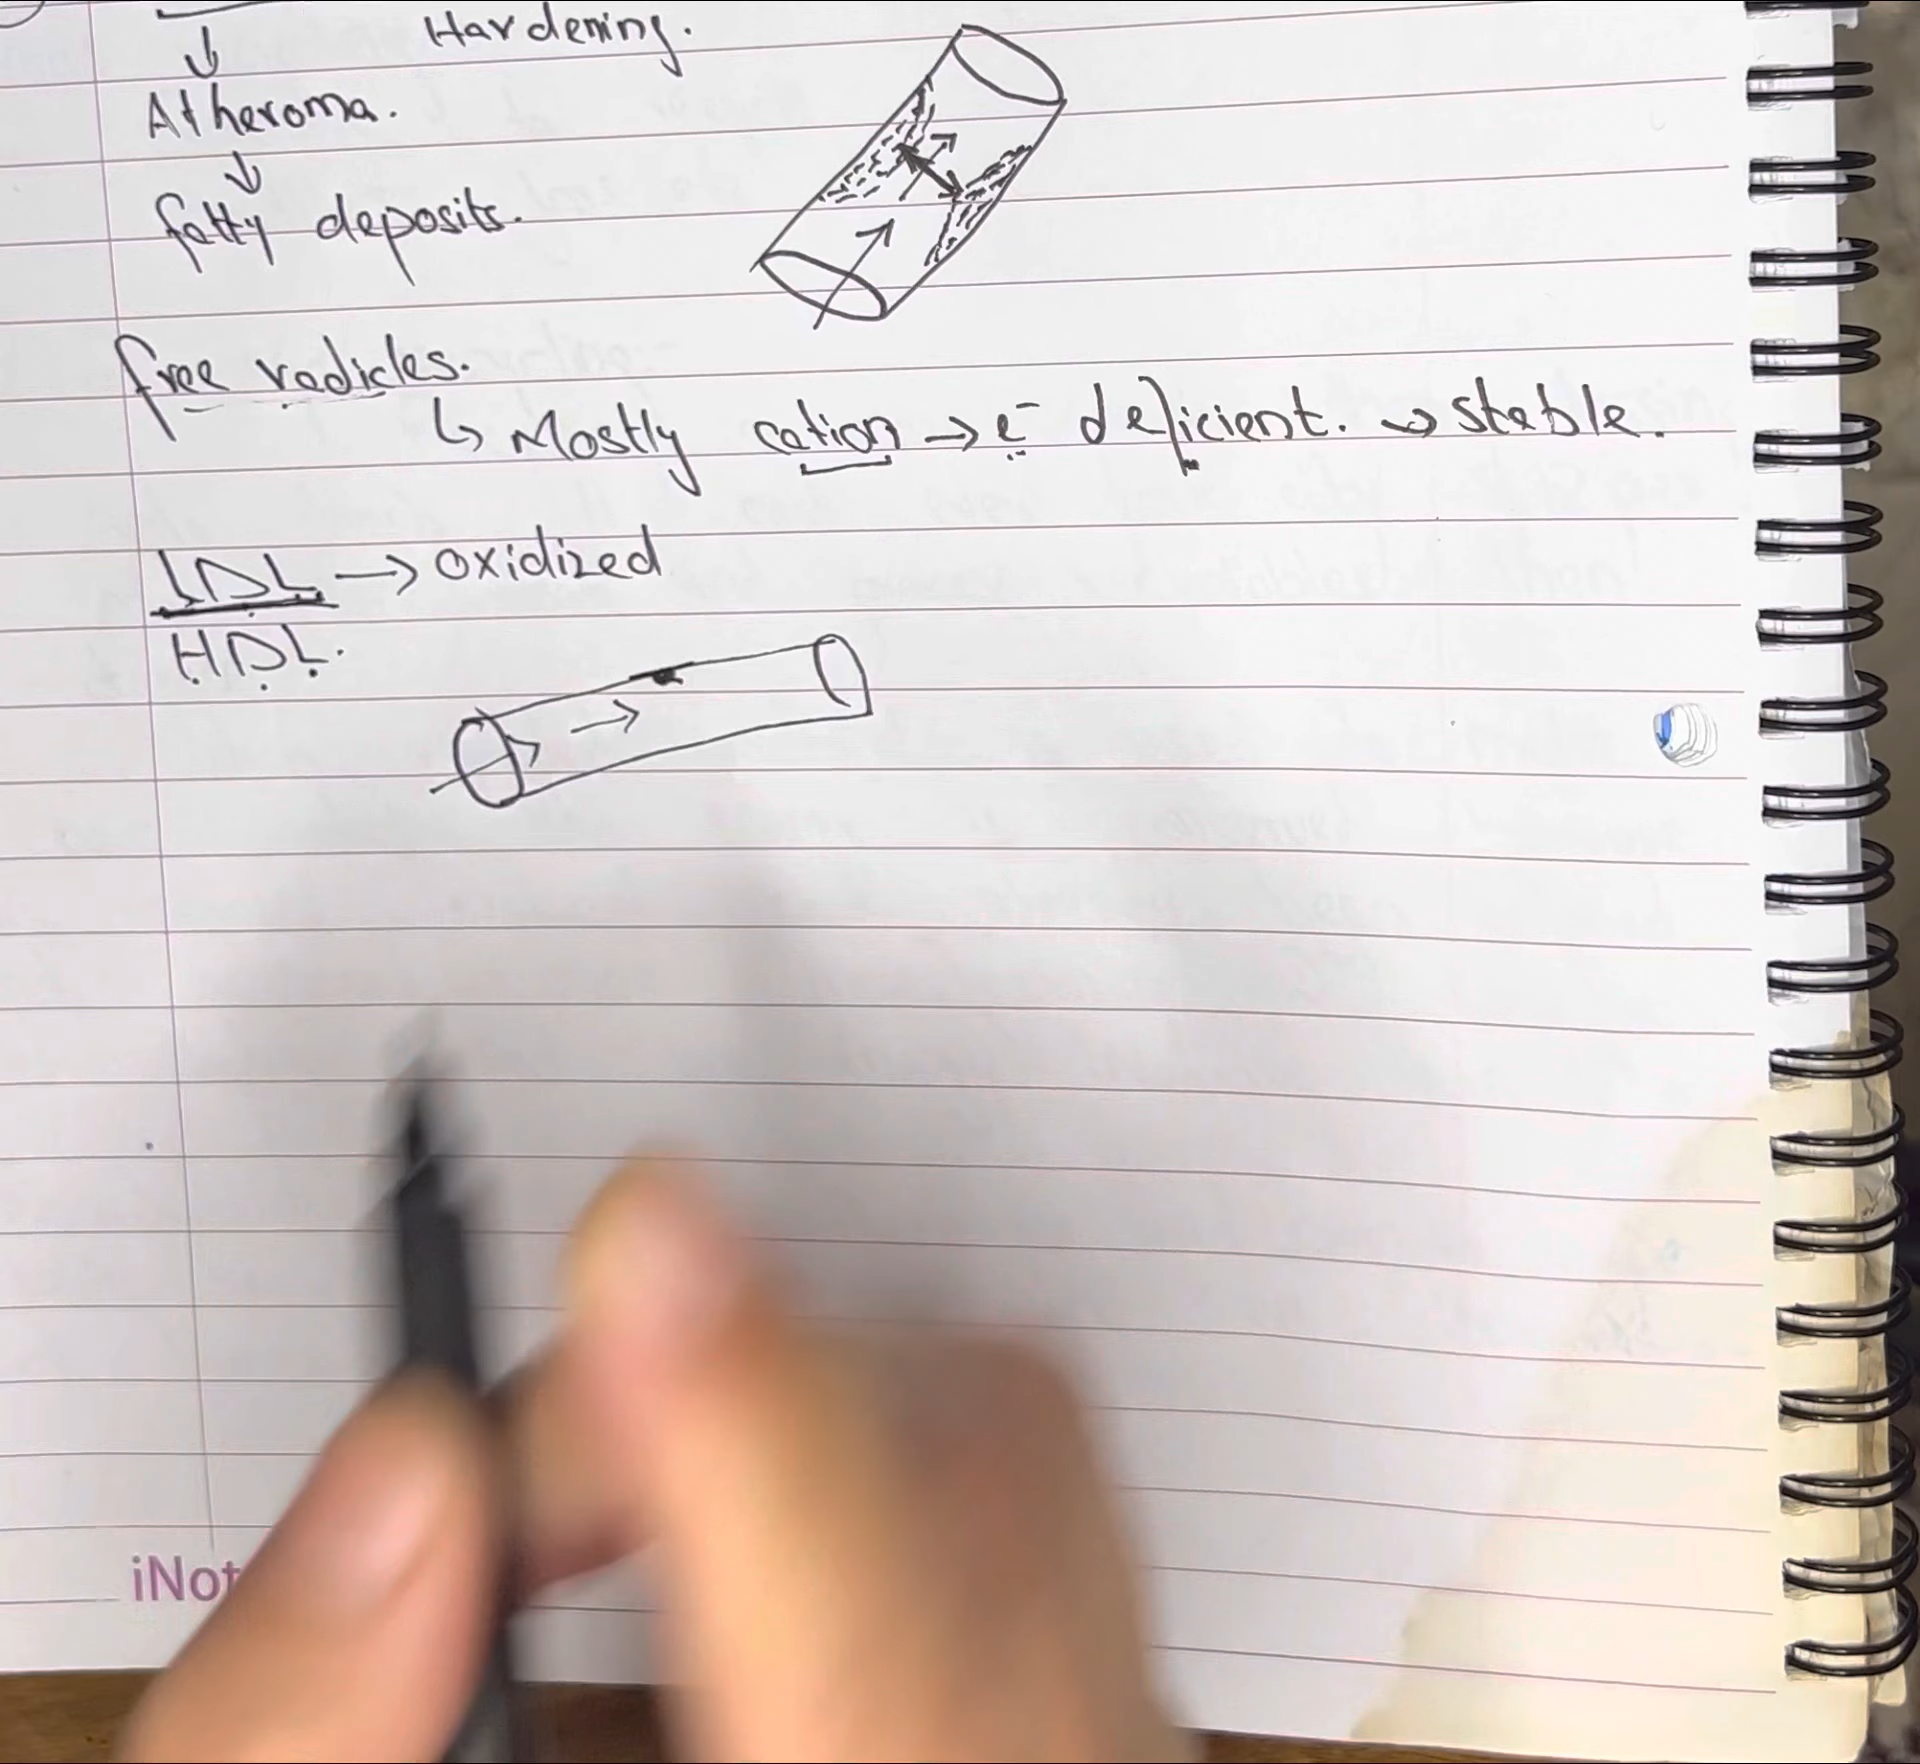 Hardening.
↓
Atheroma.
↓
fatty deposits.
free radicles.
↳ Mostly cation → e⁻ deficient. → stable.
LDL → oxidized
HDL.
iNot